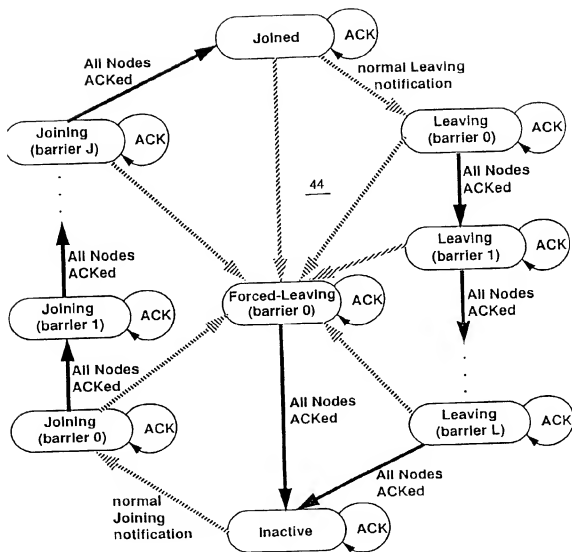 Joined
ACK
All Nodes
ACKed
normal Leaving
notification
Joining
(barrier J)
ACK
Leaving
(barrier 0)
ACK
44
All Nodes
ACKed
All Nodes
ACKed
Leaving
(barrier 1)
ACK
Forced-Leaving
(barrier 0)
ACK
Joining
(barrier 1)
ACK
All Nodes
ACKed
All Nodes
ACKed
All Nodes
ACKed
Joining
(barrier 0)
ACK
Leaving
(barrier L)
ACK
All Nodes
ACKed
normal
Joining
notification
Inactive
ACK